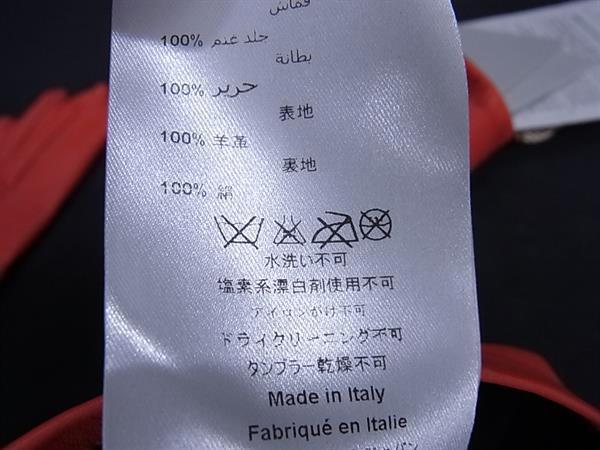 قماش
100% جلد غنم
بطانة
100% حرير
表地
100% 羊革
裏地
100% 絹
水洗い不可
塩素系漂白剤使用不可
アイロンがけ不可
ドライクリーニング不可
タンブラー乾燥不可
Made in Italy
Fabriqué en Italie